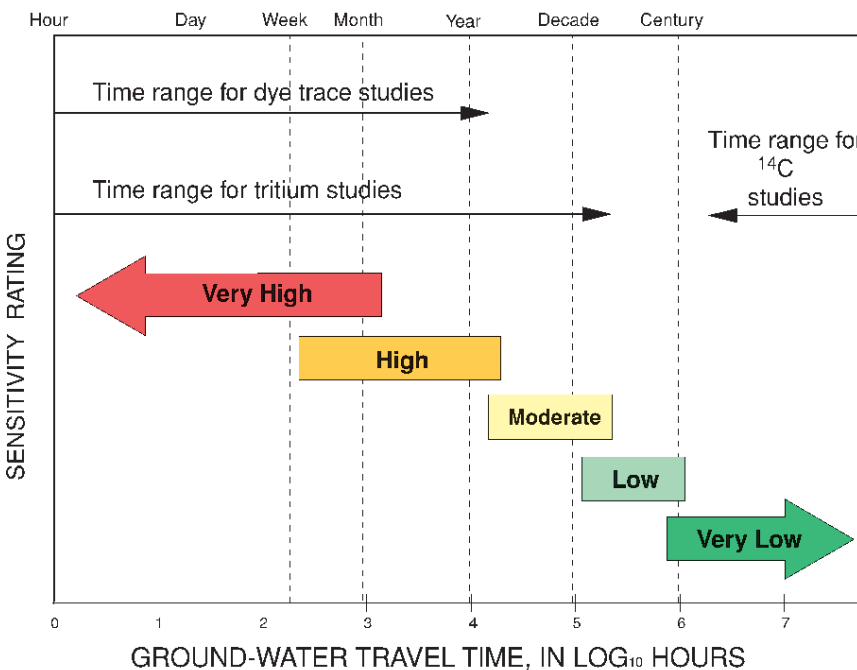 Hour Day Week Month Year Decade Century
Time range for dye trace studies
Time range for
14C
studies
Time range for tritium studies
SENSITIVITY RATING
Very High
High
Moderate
Low
Very Low
0 1 2 3 4 5 6 7
GROUND-WATER TRAVEL TIME, IN LOG10 HOURS